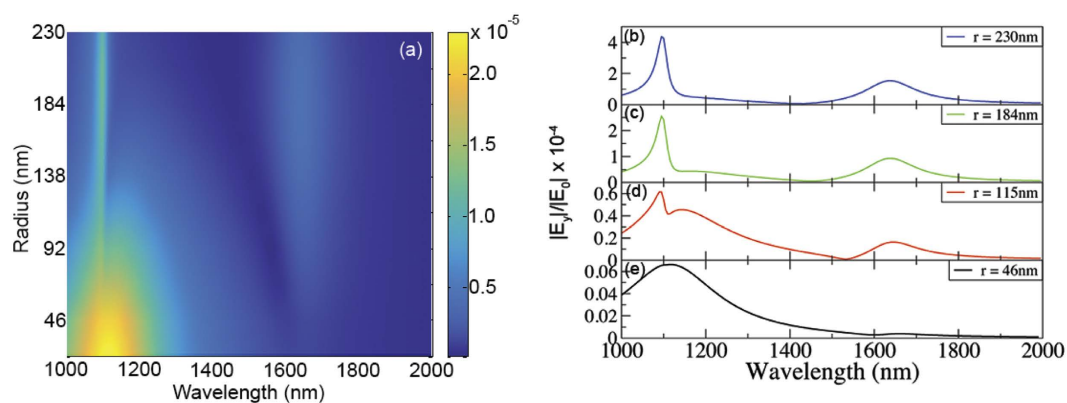 x 10⁻⁵
(a)
Radius (nm)
230
184
138
92
46
1000 1200 1400 1600 1800 2000
Wavelength (nm)
2.0
1.5
1.0
0.5
|E_y|/|E_0| x 10⁻⁴
(b)
r = 230nm
4
2
0
(c)
r = 184nm
2
1
0
(d)
r = 115nm
0.6
0.4
0.2
0
(e)
r = 46nm
0.06
0.04
0.02
0.00
1000 1200 1400 1600 1800 2000
Wavelength (nm)